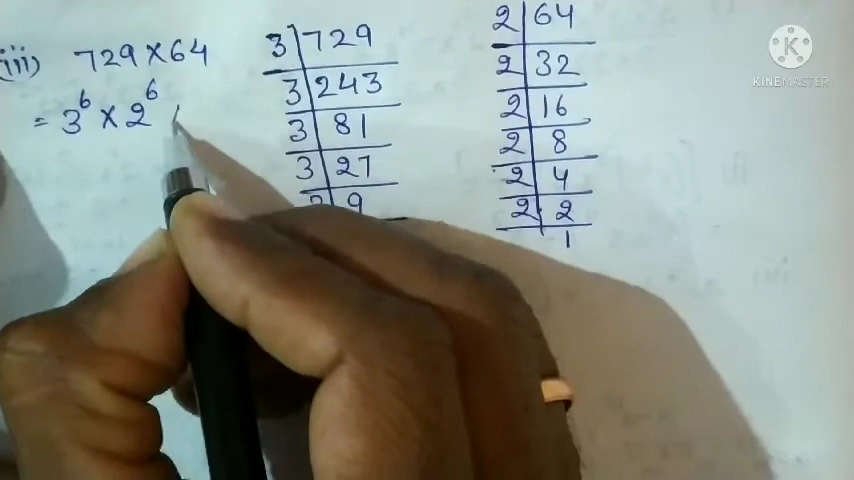 (iii) 729 × 64
= 3⁶ × 2⁶
3 | 729
3 | 243
3 | 81
3 | 27
9
2 | 64
2 | 32
2 | 16
2 | 8
2 | 4
2 | 2
1
K
KINEMASTER